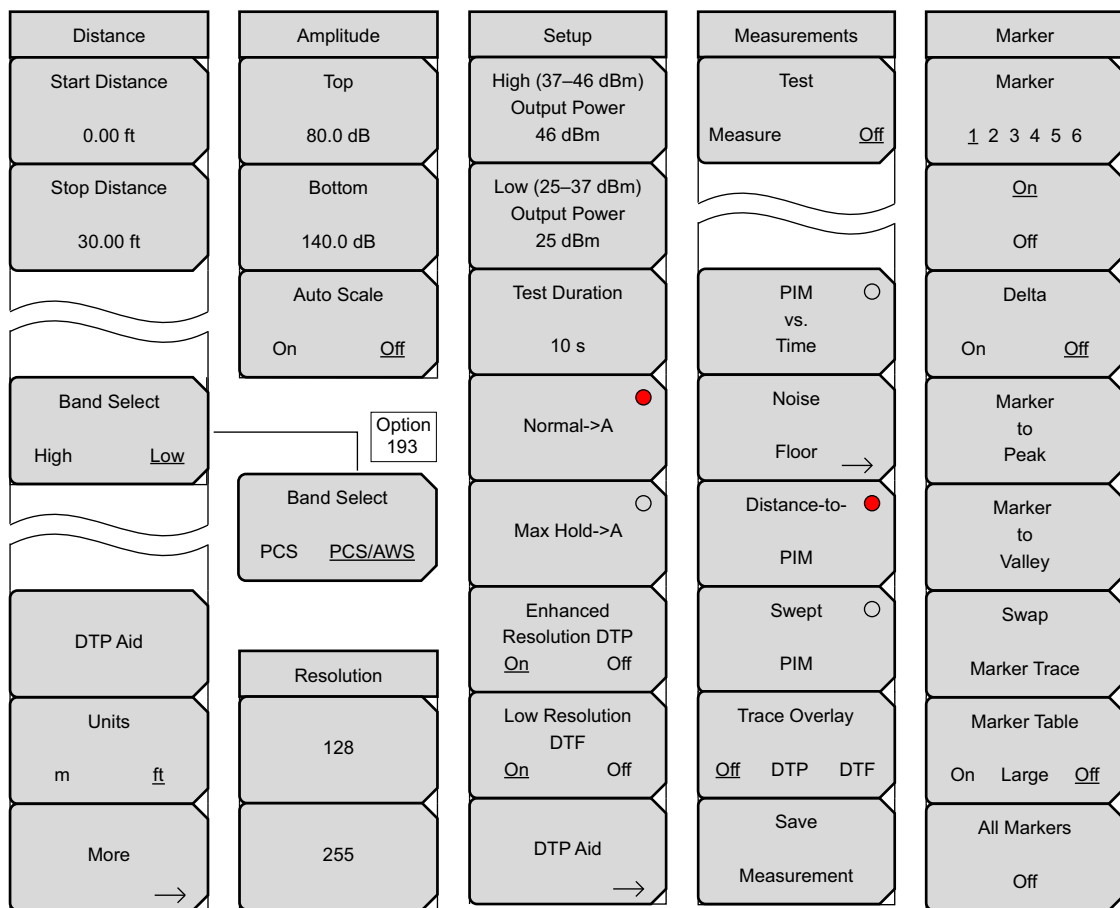 Distance
Start Distance
0.00 ft
Stop Distance
30.00 ft
Band Select
High Low
DTP Aid
Units
m ft
More
Amplitude
Top
80.0 dB
Bottom
140.0 dB
Auto Scale
On Off
Option
193
Band Select
PCS PCS/AWS
Resolution
128
255
Setup
High (37–46 dBm)
Output Power
46 dBm
Low (25–37 dBm)
Output Power
25 dBm
Test Duration
10 s
Normal->A
Max Hold->A
Enhanced
Resolution DTP
On Off
Low Resolution
DTF
On Off
DTP Aid
Measurements
Test
Measure Off
PIM
vs.
Time
Noise
Floor
Distance-to-
PIM
Swept
PIM
Trace Overlay
Off DTP DTF
Save
Measurement
Marker
Marker
1 2 3 4 5 6
On
Off
Delta
On Off
Marker
to
Peak
Marker
to
Valley
Swap
Marker Trace
Marker Table
On Large Off
All Markers
Off